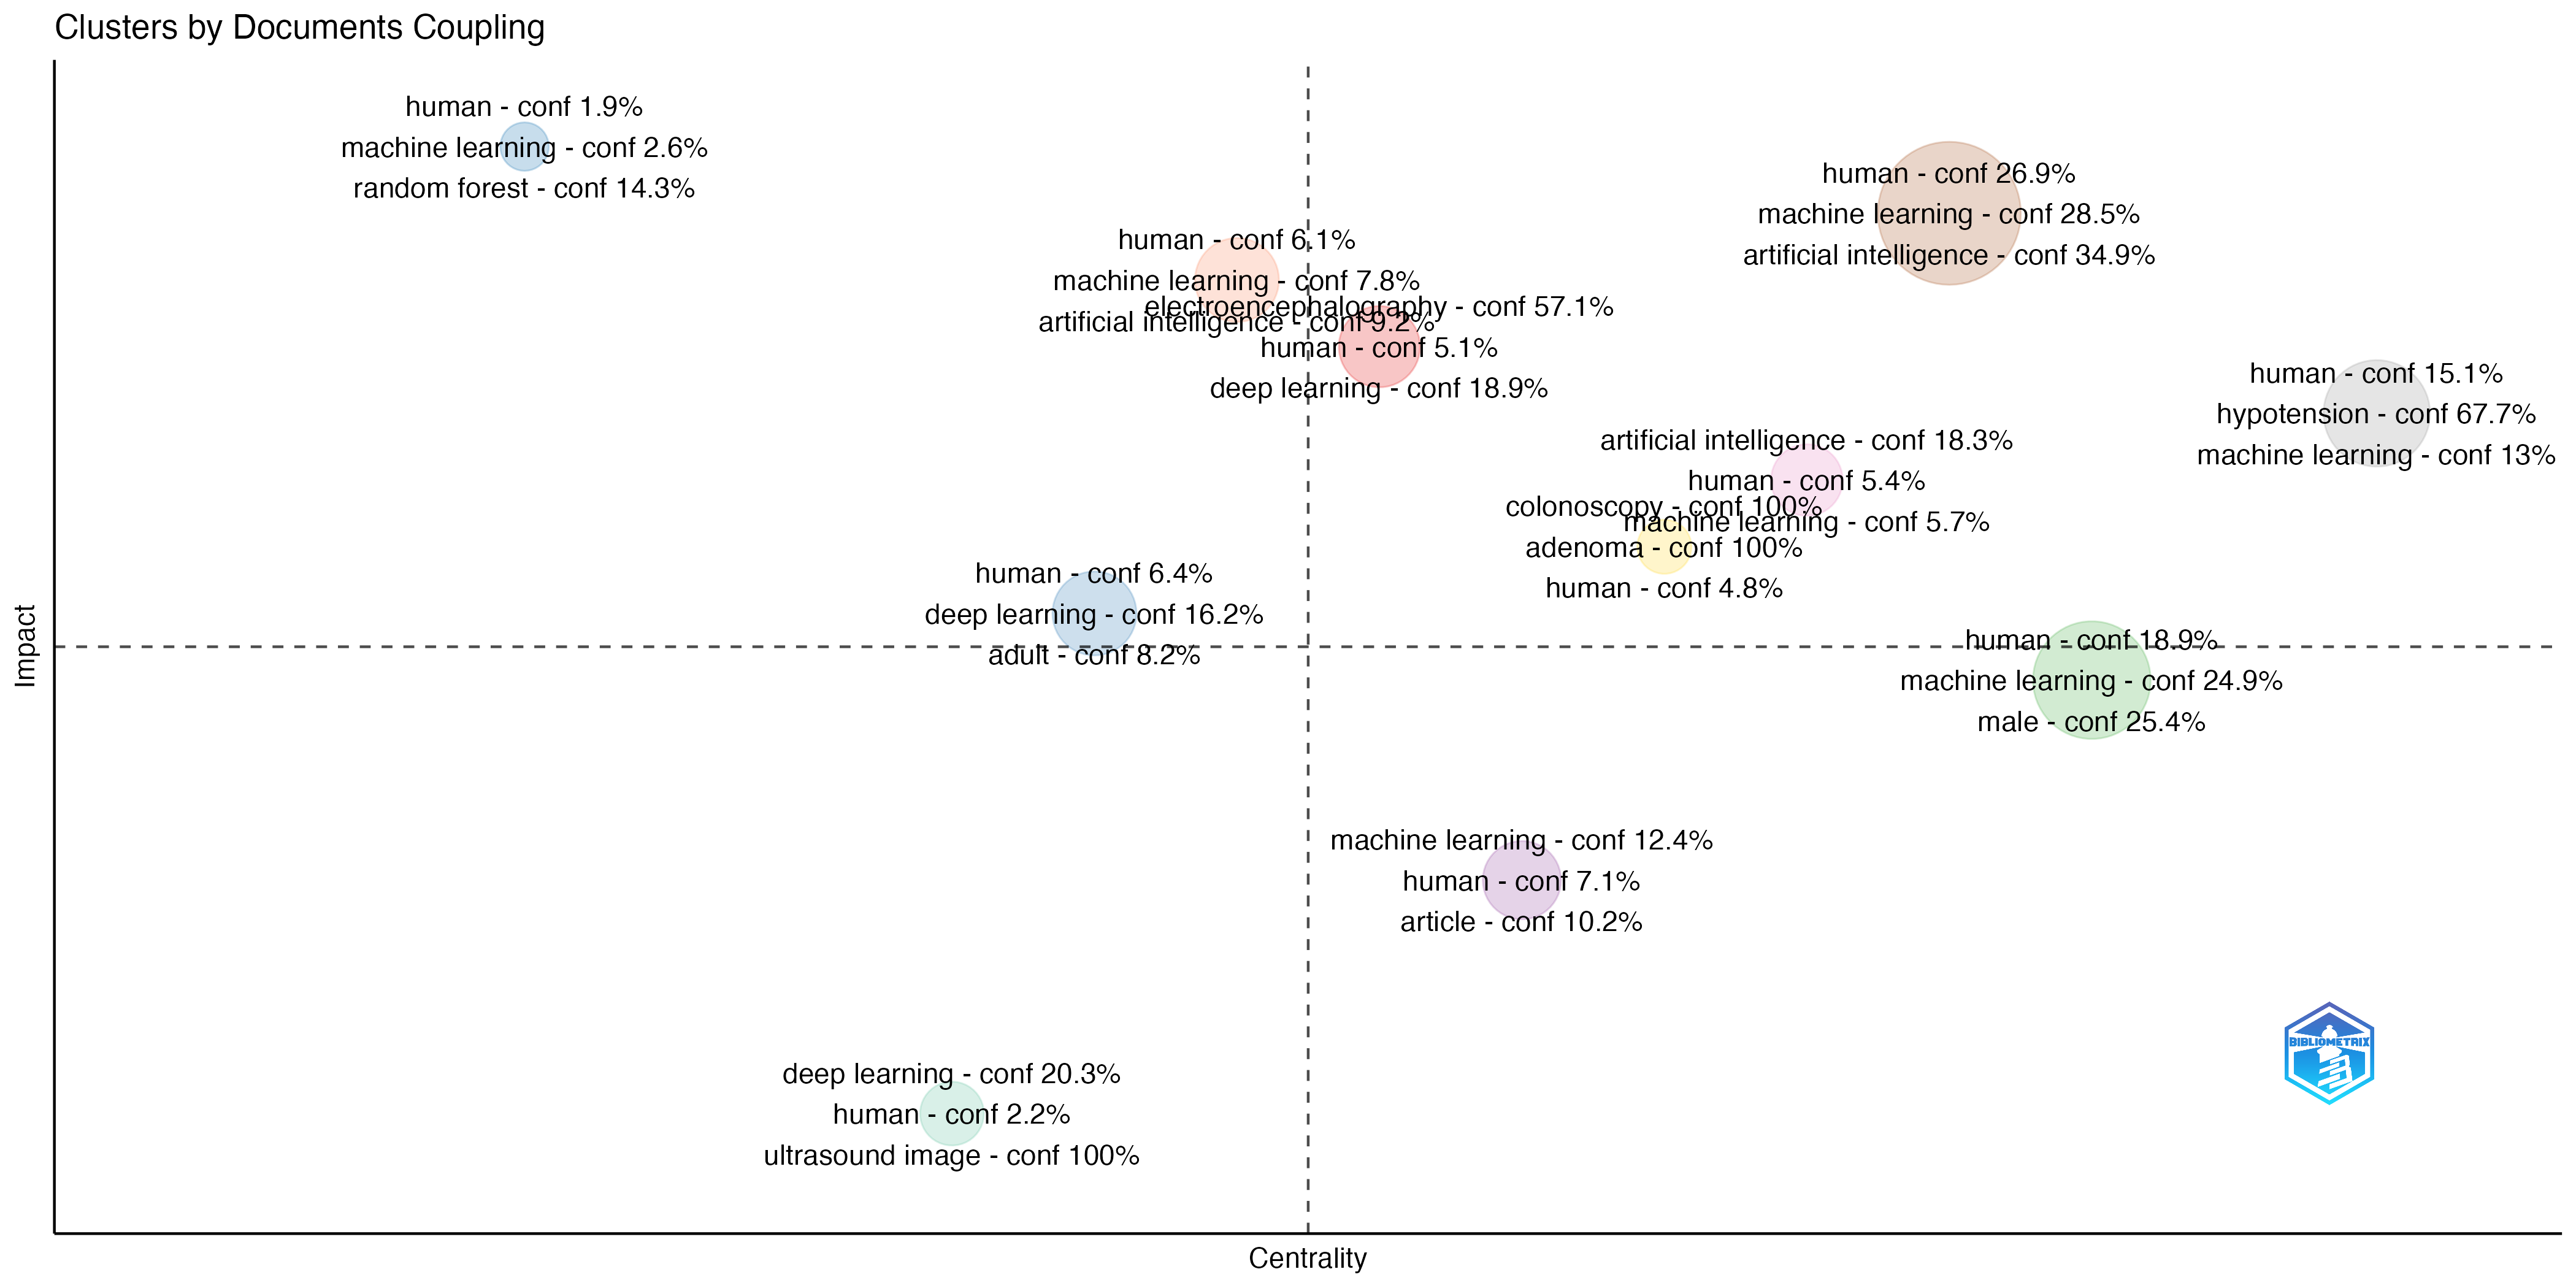 Clusters by Documents Coupling
human - conf 1.9%
machine learning - conf 2.6%
random forest - conf 14.3%
human - conf 26.9%
machine learning - conf 28.5%
artificial intelligence - conf 34.9%
human - conf 6.1%
machine learning - conf 7.8%
artificial intelligence - conf 9.2%
electroencephalography - conf 57.1%
human - conf 5.1%
deep learning - conf 18.9%
human - conf 15.1%
hypotension - conf 67.7%
machine learning - conf 13%
artificial intelligence - conf 18.3%
human - conf 5.4%
machine learning - conf 5.7%
colonoscopy - conf 100%
adenoma - conf 100%
human - conf 4.8%
human - conf 6.4%
deep learning - conf 16.2%
adult - conf 8.2%
human - conf 18.9%
machine learning - conf 24.9%
male - conf 25.4%
machine learning - conf 12.4%
human - conf 7.1%
article - conf 10.2%
deep learning - conf 20.3%
human - conf 2.2%
ultrasound image - conf 100%
Impact
Centrality
BIBLIOMETRIX